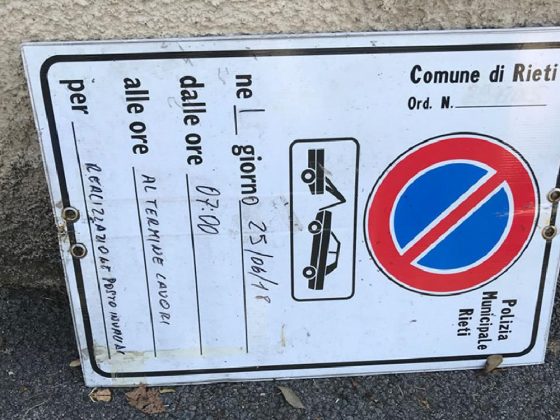 Comune di Rieti
Ord. N.
Polizia
Municipale
Rieti
nel giorno 25/06/18
dalle ore 07:00
alle ore AL TERMINE LAVORI
per REALIZZAZIONE POSTO INVALIDI